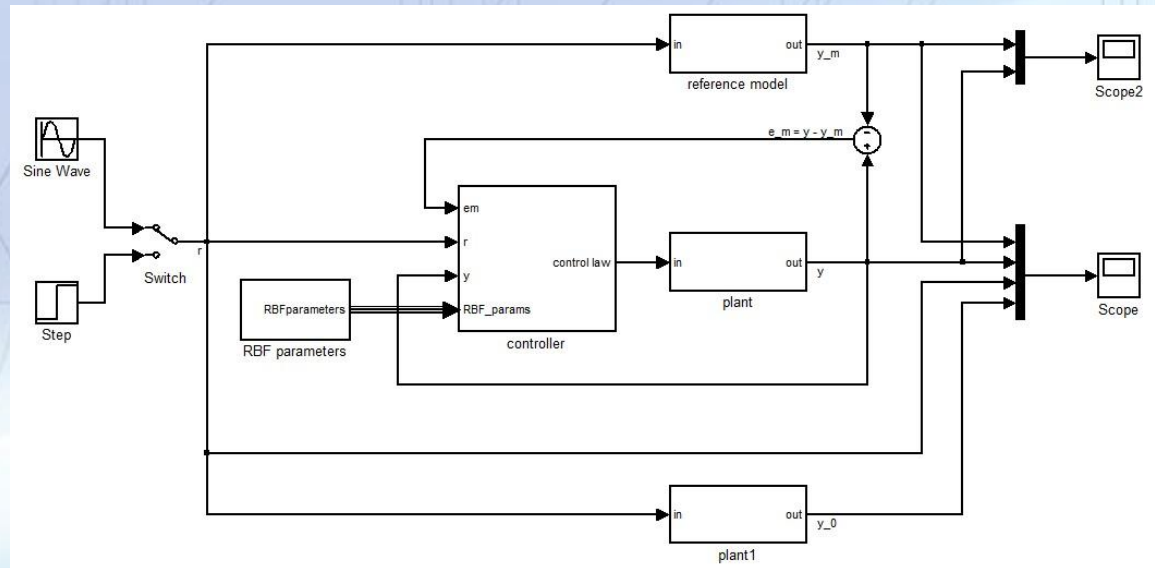 in
out
y_m
reference model
Scope2
Sine Wave
e_m = y - y_m
-
+
em
r
y
RBF_params
control law
controller
r
Switch
in
out
y
plant
Scope
Step
RBFparameters
RBF parameters
in
out
y_0
plant1